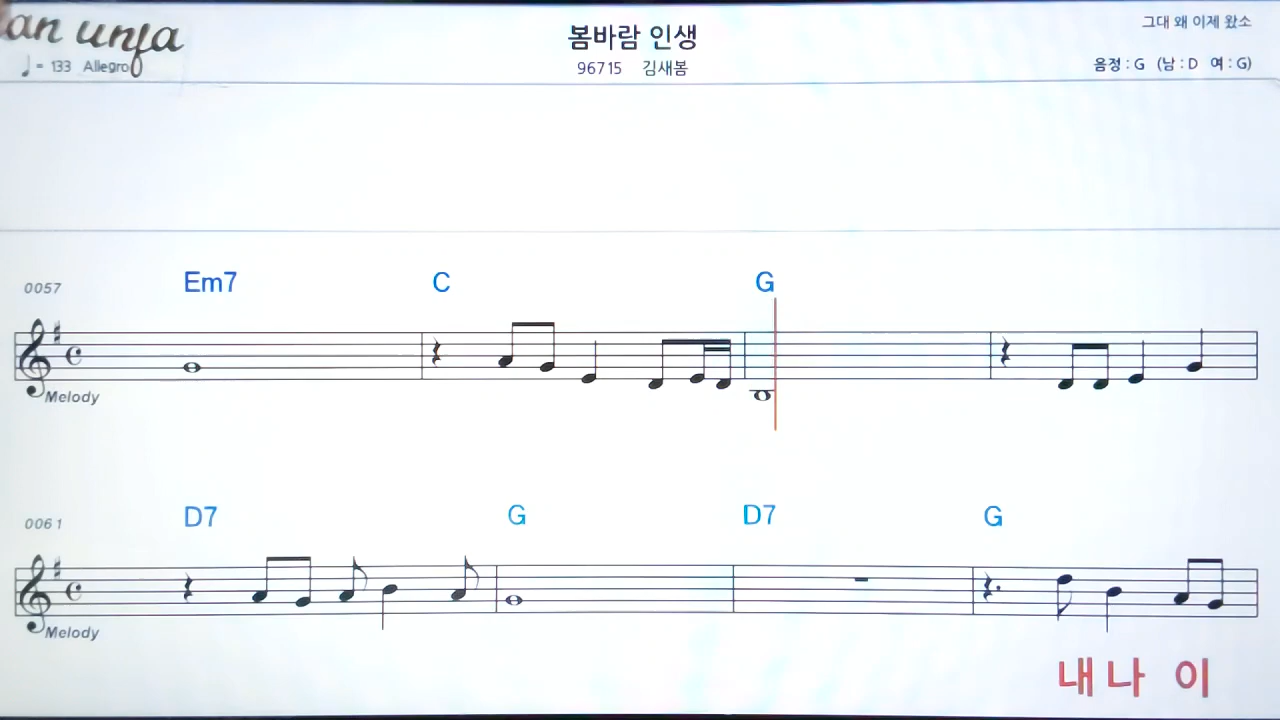 an unja
그대 왜 이제 왔소
봄바람 인생
♩= 133 Allegro
96715 김새봄
음정 : G (남 : D 여 : G)
0057
Em7 C G
Melody
0061
D7 G D7 G
Melody
내 나 이